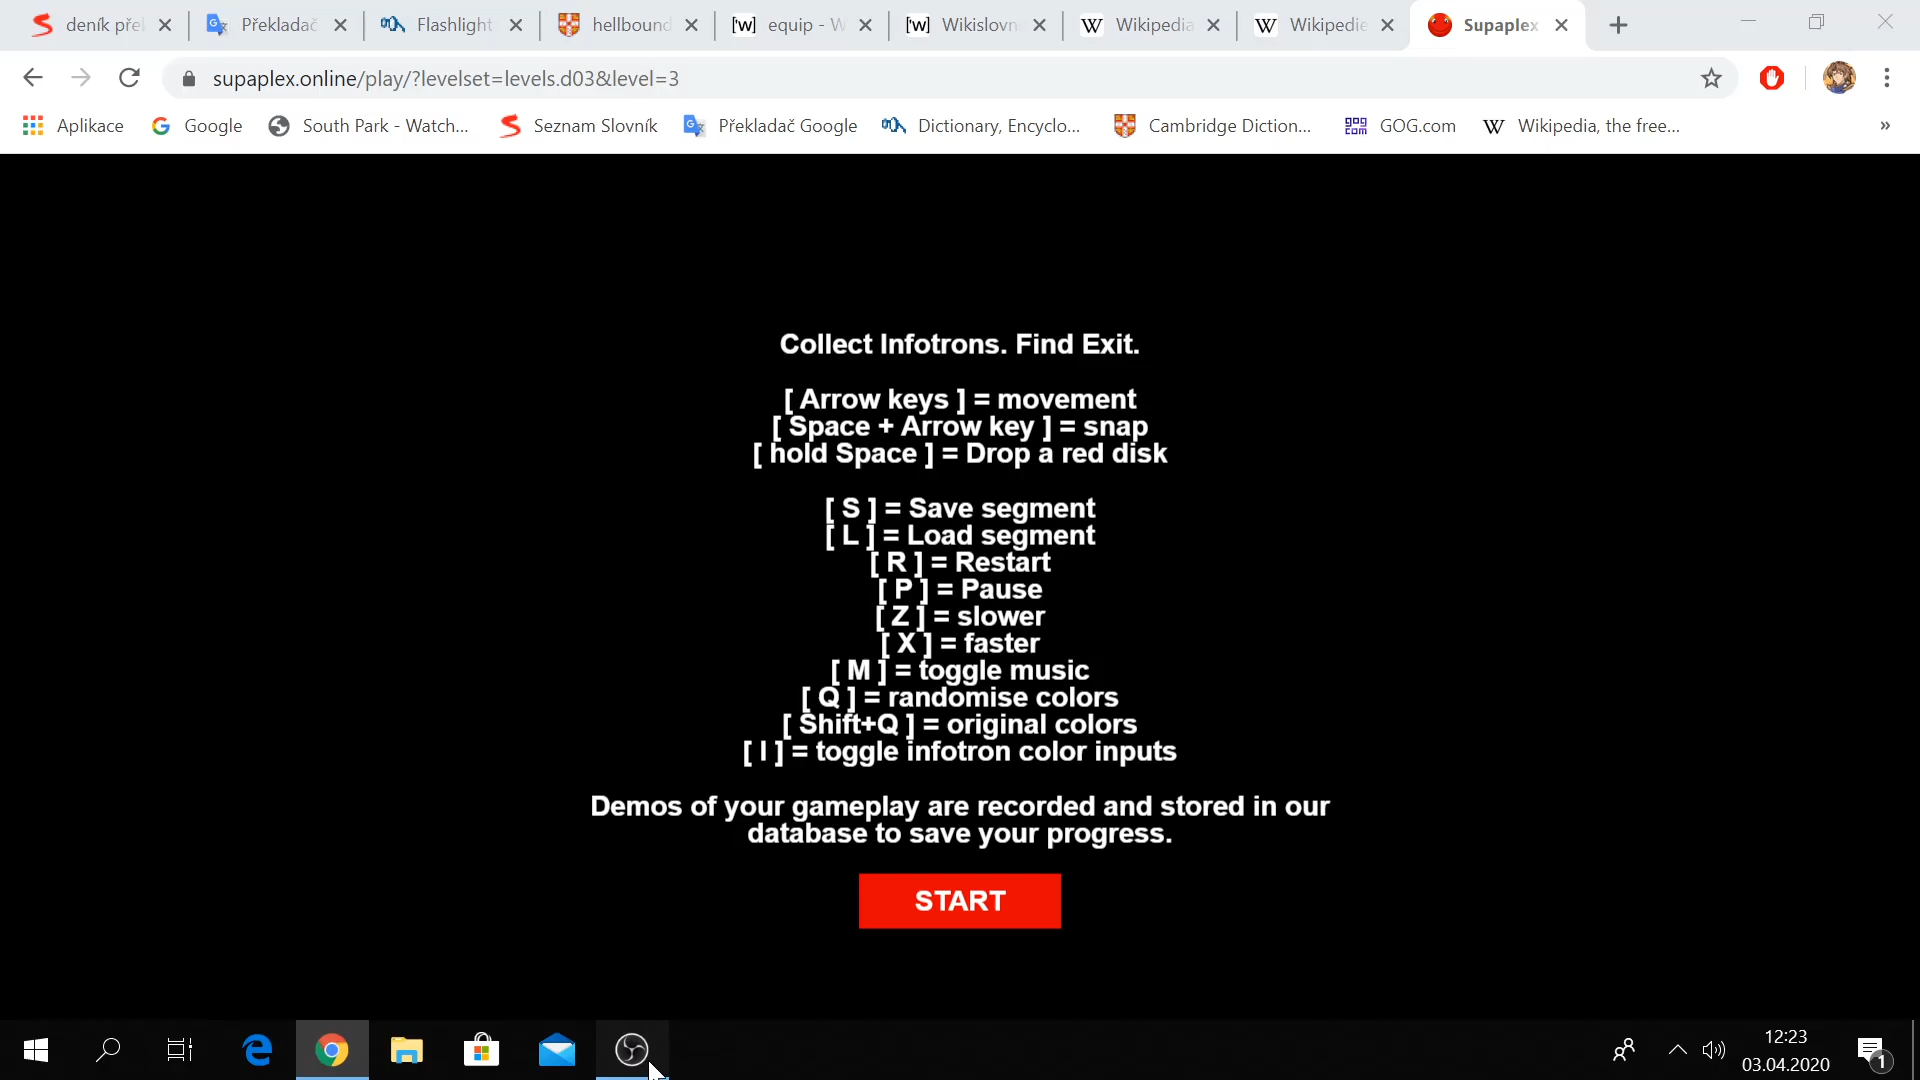 deník pře
Překladač
Flashlight
hellbound
equip - W
Wikislovn
Wikipedia
Wikipedie
Supaplex
supaplex.online/play/?levelset=levels.d03&level=3
Aplikace
Google
South Park - Watch...
Seznam Slovník
Překladač Google
Dictionary, Encyclo...
Cambridge Diction...
GOG.com
Wikipedia, the free...
»
Collect Infotrons. Find Exit.
[ Arrow keys ] = movement
[ Space + Arrow key ] = snap
[ hold Space ] = Drop a red disk
[ S ] = Save segment
[ L ] = Load segment
[ R ] = Restart
[ P ] = Pause
[ Z ] = slower
[ X ] = faster
[ M ] = toggle music
[ Q ] = randomise colors
[ Shift+Q ] = original colors
[ I ] = toggle infotron color inputs
Demos of your gameplay are recorded and stored in our
database to save your progress.
START
12:23
03.04.2020
1